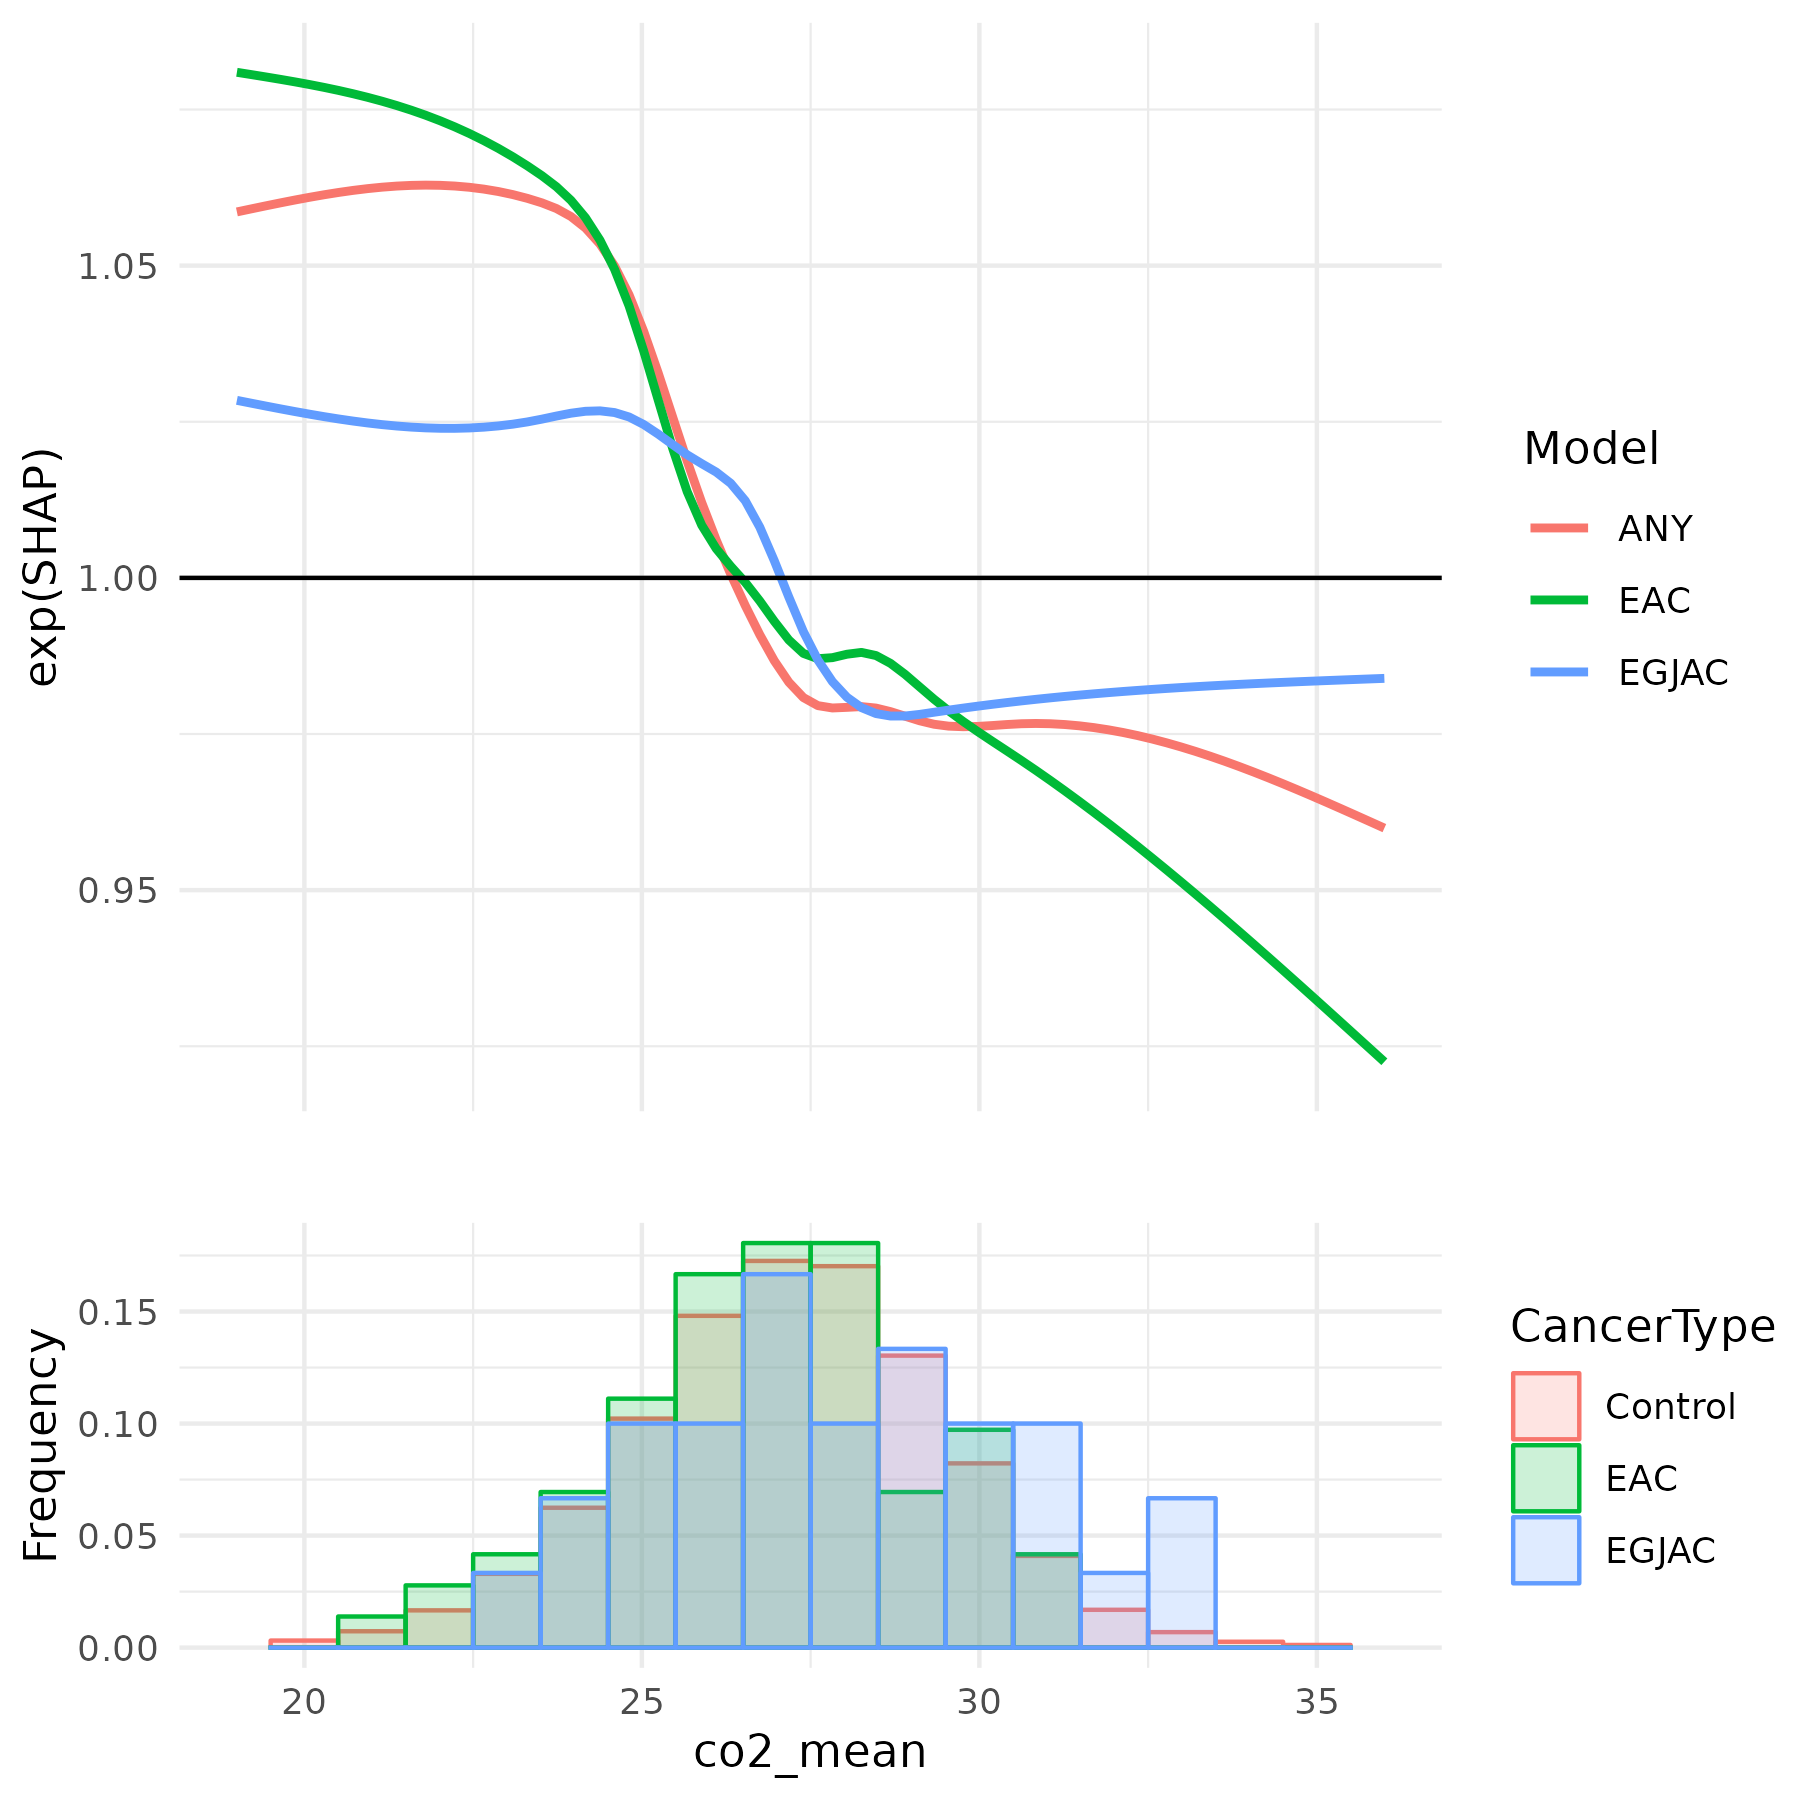 exp(SHAP)
1.05
1.00
0.95
Model
ANY
EAC
EGJAC
Frequency
0.15
0.10
0.05
0.00
20 25 30 35
co2_mean
CancerType
Control
EAC
EGJAC